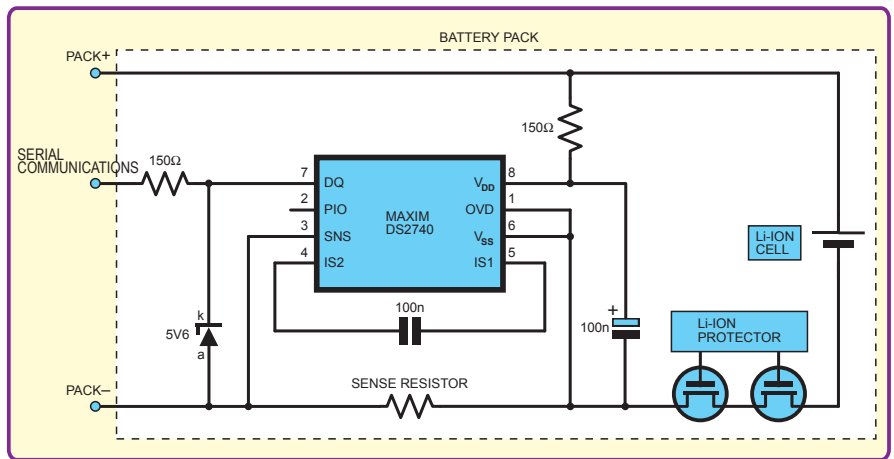 BATTERY PACK
PACK+
150Ω
SERIAL
COMMUNICATIONS
150Ω
7
DQ
2
PIO
3
SNS
4
IS2
MAXIM
DS2740
8
VDD
1
OVD
6
VSS
5
IS1
Li-ION
CELL
100n
+
100n
k
5V6
a
Li-ION
PROTECTOR
PACK–
SENSE RESISTOR